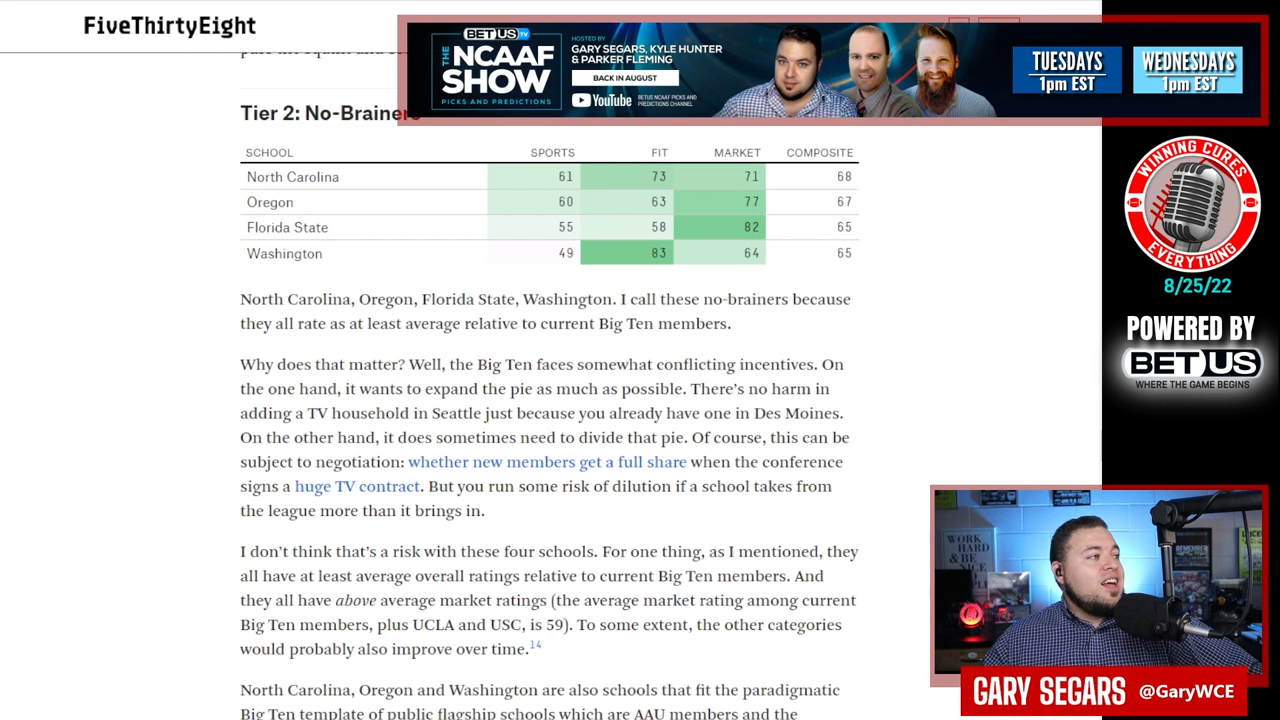 FiveThirtyEight
BETUS TV
THE NCAAF SHOW
PICKS AND PREDICTIONS
HOSTED BY
GARY SEGARS, KYLE HUNTER
& PARKER FLEMING
BACK IN AUGUST
YouTube
BETUS NCAAF PICKS AND
PREDICTIONS CHANNEL
TUESDAYS
1pm EST
WEDNESDAYS
1pm EST
Tier 2: No-Brainers
SCHOOL SPORTS FIT MARKET COMPOSITE
North Carolina 61 73 71 68
Oregon 60 63 77 67
Florida State 55 58 82 65
Washington 49 83 64 65
North Carolina, Oregon, Florida State, Washington. I call these no-brainers because
they all rate as at least average relative to current Big Ten members.
Why does that matter? Well, the Big Ten faces somewhat conflicting incentives. On
the one hand, it wants to expand the pie as much as possible. There's no harm in
adding a TV household in Seattle just because you already have one in Des Moines.
On the other hand, it does sometimes need to divide that pie. Of course, this can be
subject to negotiation: whether new members get a full share when the conference
signs a huge TV contract. But you run some risk of dilution if a school takes from
the league more than it brings in.
I don't think that's a risk with these four schools. For one thing, as I mentioned, they
all have at least average overall ratings relative to current Big Ten members. And
they all have above average market ratings (the average market rating among current
Big Ten members, plus UCLA and USC, is 59). To some extent, the other categories
would probably also improve over time.14
North Carolina, Oregon and Washington are also schools that fit the paradigmatic
Big Ten template of public flagship schools which are AAU members and the
WINNING CURES
EVERYTHING
8/25/22
POWERED BY
BETUS
WHERE THE GAME BEGINS
WORK
HARD
& BE
NICE
GARY SEGARS @GaryWCE